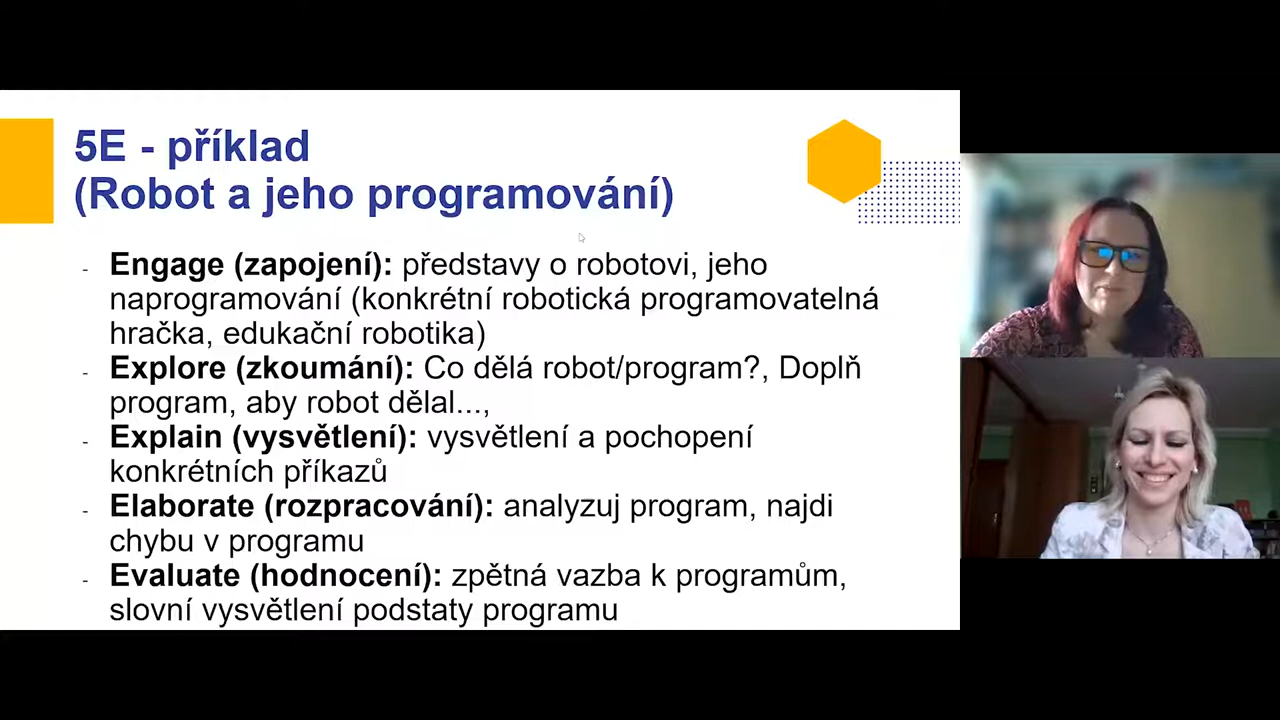 5E - příklad
(Robot a jeho programování)
- Engage (zapojení): představy o robotovi, jeho
naprogramování (konkrétní robotická programovatelná
hračka, edukační robotika)
- Explore (zkoumání): Co dělá robot/program?, Doplň
program, aby robot dělal...,
- Explain (vysvětlení): vysvětlení a pochopení
konkrétních příkazů
- Elaborate (rozpracování): analyzuj program, najdi
chybu v programu
- Evaluate (hodnocení): zpětná vazba k programům,
slovní vysvětlení podstaty programu